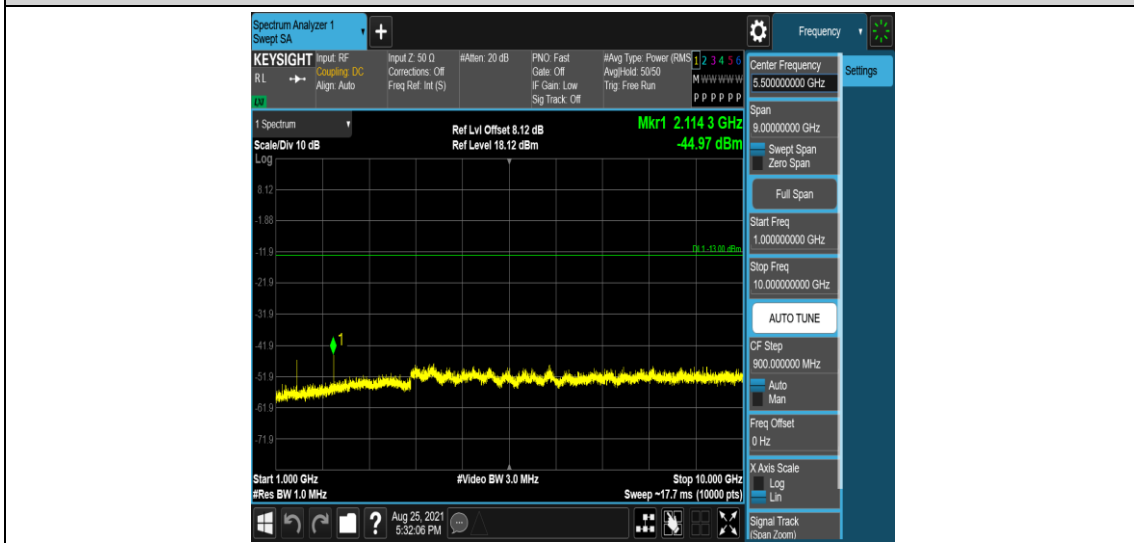 Spectrum Analyzer 1
Swept SA
+
Frequency
KEYSIGHT
RL
LXI
Input: RF
Coupling: DC
Align: Auto
Input Z: 50 Ω
Corrections: Off
Freq Ref: Int (S)
#Atten: 20 dB
PNO: Fast
Gate: Off
IF Gain: Low
Sig Track: Off
#Avg Type: Power (RMS
Avg|Hold: 50/50
Trig: Free Run
1 2 3 4 5 6
M W W W W W
P P P P P P
1 Spectrum
Scale/Div 10 dB
Log
Ref Lvl Offset 8.12 dB
Ref Level 18.12 dBm
Mkr1 2.114 3 GHz
-44.97 dBm
8.12
-1.88
-11.9
DL1 -13.00 dBm
-21.9
-31.9
-41.9
1
-51.9
-61.9
-71.9
Start 1.000 GHz
#Res BW 1.0 MHz
#Video BW 3.0 MHz
Stop 10.000 GHz
Sweep ~17.7 ms (10000 pts)
?
Aug 25, 2021
5:32:06 PM
Center Frequency
5.500000000 GHz
Settings
Span
9.00000000 GHz
Swept Span
Zero Span
Full Span
Start Freq
1.000000000 GHz
Stop Freq
10.000000000 GHz
AUTO TUNE
CF Step
900.000000 MHz
Auto
Man
Freq Offset
0 Hz
X Axis Scale
Log
Lin
Signal Track
(Span Zoom)